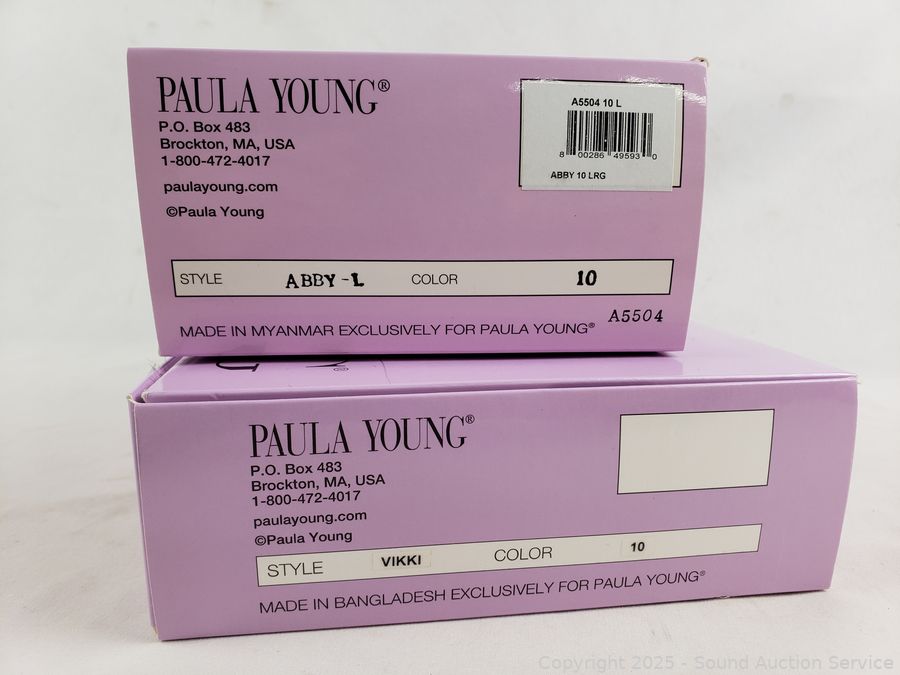 PAULA YOUNG®
P.O. Box 483
Brockton, MA, USA
1-800-472-4017
paulayoung.com
©Paula Young
A5504 10 L
8 00286 49593 0
ABBY 10 LRG
STYLE ABBY-L COLOR 10
A5504
MADE IN MYANMAR EXCLUSIVELY FOR PAULA YOUNG®
PAULA YOUNG®
P.O. Box 483
Brockton, MA, USA
1-800-472-4017
paulayoung.com
©Paula Young
STYLE VIKKI COLOR 10
MADE IN BANGLADESH EXCLUSIVELY FOR PAULA YOUNG®
Copyright 2025 - Sound Auction Service